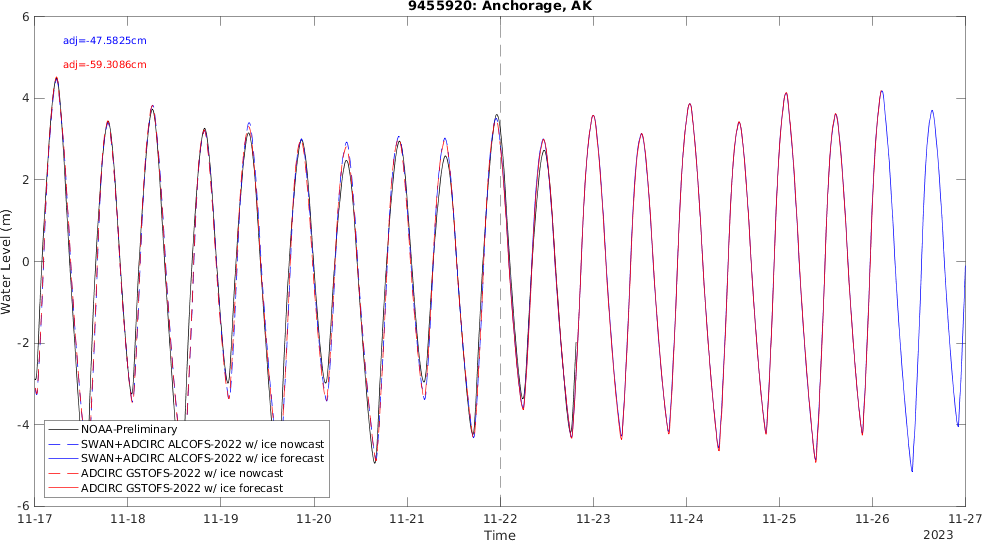 9455920: Anchorage, AK
adj=-47.5825cm
adj=-59.3086cm
6
4
2
0
-2
-4
-6
Water Level (m)
NOAA-Preliminary
SWAN+ADCIRC ALCOFS-2022 w/ ice nowcast
SWAN+ADCIRC ALCOFS-2022 w/ ice forecast
ADCIRC GSTOFS-2022 w/ ice nowcast
ADCIRC GSTOFS-2022 w/ ice forecast
11-17 11-18 11-19 11-20 11-21 11-22 11-23 11-24 11-25 11-26 11-27
Time
2023